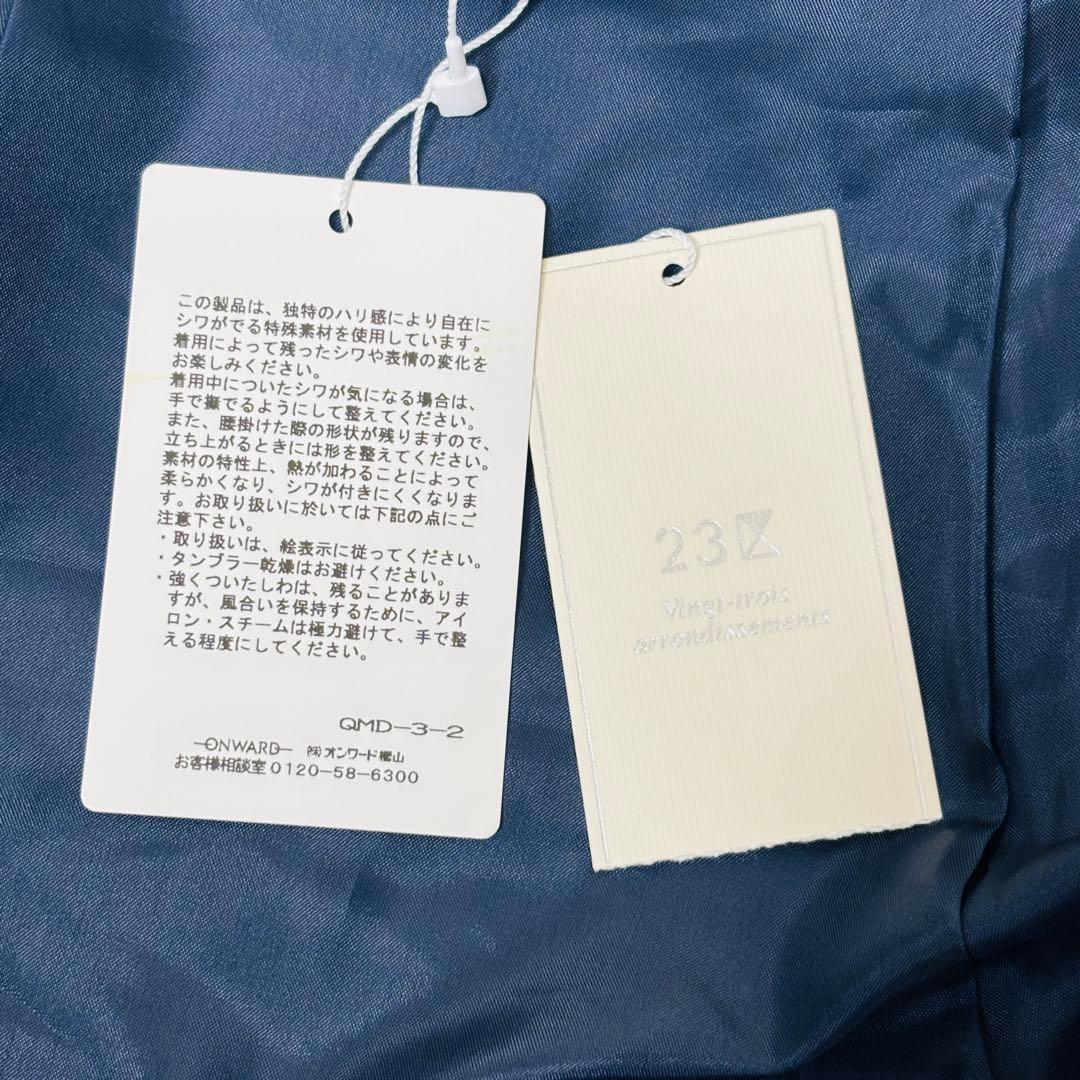 この製品は、独特のハリ感により自在に
シワがでる特殊素材を使用しています。
着用によって残ったシワや表情の変化を
お楽しみください。
着用中についたシワが気になる場合は、
手で撫でるようにして整えてください。
また、腰掛けた際の形状が残りますので、
立ち上がるときには形を整えてください。
素材の特性上、熱が加わることによって
柔らかくなり、シワが付きにくくなりま
す。お取り扱いに於いては下記の点にご
注意下さい。
・取り扱いは、絵表示に従ってください。
・タンブラー乾燥はお避けください。
・強くついたしわは、残ることがありま
すが、風合いを保持するために、アイ
ロン・スチームは極力避けて、手で整
える程度にしてください。
QMD-3-2
ONWARD ㈱オンワード樫山
お客様相談室0120-58-6300
23区
Vingt-trois
arrondissements